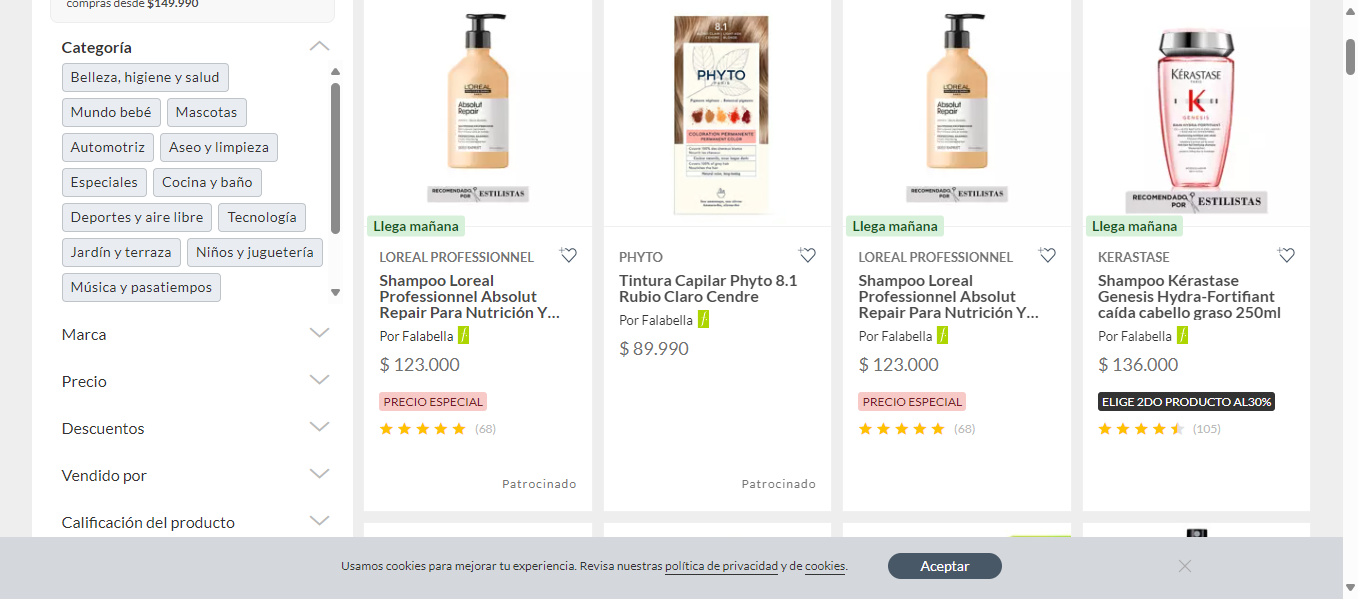 compras desde $149.990
Categoría
Belleza, higiene y salud
Mundo bebé
Mascotas
Automotriz
Aseo y limpieza
Especiales
Cocina y baño
Deportes y aire libre
Tecnología
Jardín y terraza
Niños y juguetería
Música y pasatiempos
Marca
Precio
Descuentos
Vendido por
Calificación del producto
L'ORÉAL
Absolut
Repair
RECOMENDADO POR ESTILISTAS
Llega mañana
LOREAL PROFESSIONNEL
Shampoo Loreal
Professionnel Absolut
Repair Para Nutrición Y…
Por Falabella
$ 123.000
PRECIO ESPECIAL
(68)
Patrocinado
8.1
PHYTO
PARIS
COLORATION PERMANENTE
PERMANENT COLOR
PHYTO
Tintura Capilar Phyto 8.1
Rubio Claro Cendre
Por Falabella
$ 89.990
Patrocinado
L'ORÉAL
Absolut
Repair
RECOMENDADO POR ESTILISTAS
Llega mañana
LOREAL PROFESSIONNEL
Shampoo Loreal
Professionnel Absolut
Repair Para Nutrición Y…
Por Falabella
$ 123.000
PRECIO ESPECIAL
(68)
KÉRASTASE
PARIS
K
GENESIS
RECOMENDADO POR ESTILISTAS
Llega mañana
KERASTASE
Shampoo Kérastase
Genesis Hydra-Fortifiant
caída cabello graso 250ml
Por Falabella
$ 136.000
ELIGE 2DO PRODUCTO AL30%
(105)
Usamos cookies para mejorar tu experiencia. Revisa nuestras política de privacidad y de cookies.
Aceptar